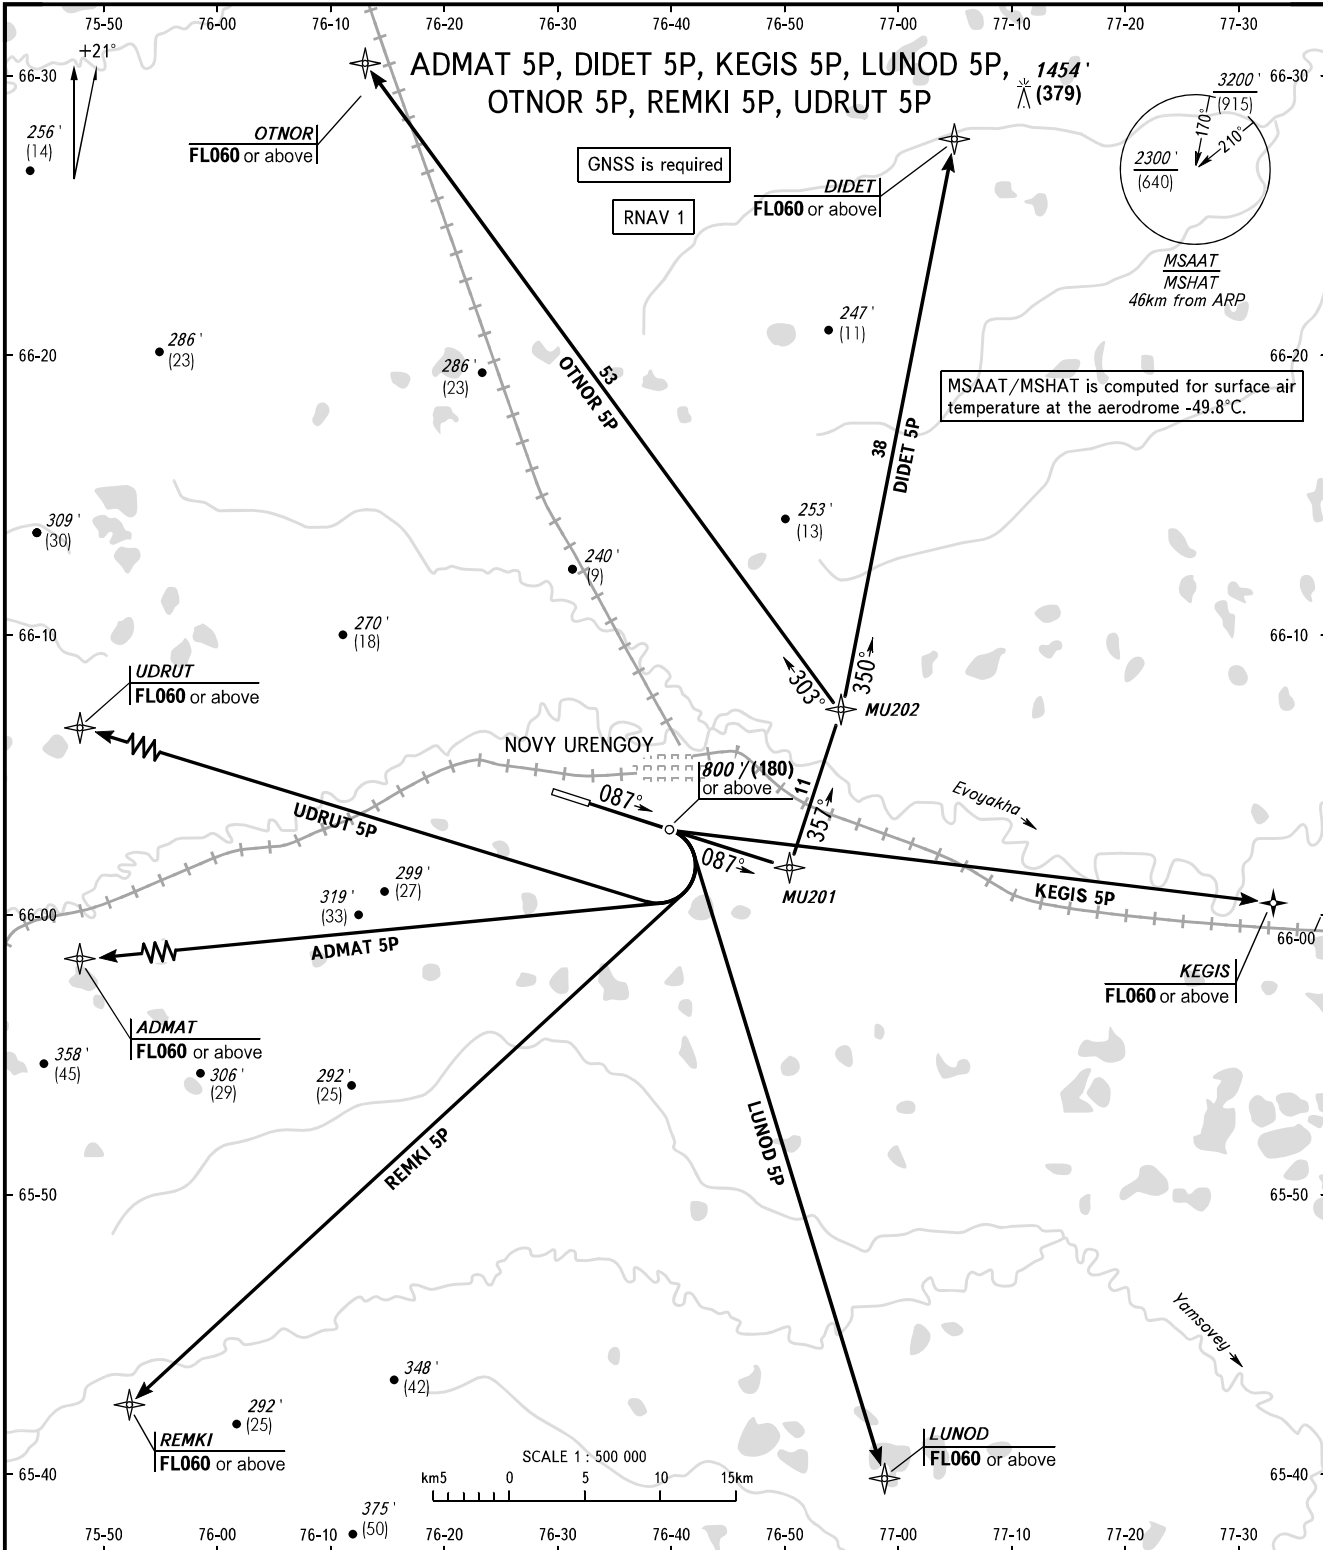 75-50 76-00 76-10 76-20 76-30 76-40 76-50 77-00 77-10 77-20 77-30
+21°
66-30
ADMAT 5P, DIDET 5P, KEGIS 5P, LUNOD 5P,
OTNOR 5P, REMKI 5P, UDRUT 5P
1454 '
(379)
66-30
3200 '
(915)
170°
210°
2300 '
(640)
MSAAT
MSHAT
46km from ARP
256 '
(14)
OTNOR
FL060 or above
GNSS is required
RNAV 1
DIDET
FL060 or above
247 '
(11)
286 '
(23)
286 '
(23)
66-20
66-20
53
OTNOR 5P
MSAAT/MSHAT is computed for surface air
temperature at the aerodrome -49.8°C.
38
DIDET 5P
309 '
(30)
253 '
(13)
240 '
(9)
270 '
(18)
66-10
66-10
UDRUT
FL060 or above
303°
350°
MU202
NOVY URENGOY
800 '/(180)
or above
087°
11
357°
Evoyakha
UDRUT 5P
087°
MU201
KEGIS 5P
299 '
(27)
319 '
(33)
66-00
66-00
ADMAT 5P
KEGIS
FL060 or above
ADMAT
FL060 or above
358 '
(45)
306 '
(29)
292 '
(25)
LUNOD 5P
REMKI 5P
65-50
65-50
Yamsovey
348 '
(42)
292 '
(25)
REMKI
FL060 or above
LUNOD
FL060 or above
SCALE 1 : 500 000
km5 0 5 10 15km
65-40
65-40
375 '
(50)
75-50 76-00 76-10 76-20 76-30 76-40 76-50 77-00 77-10 77-20 77-30